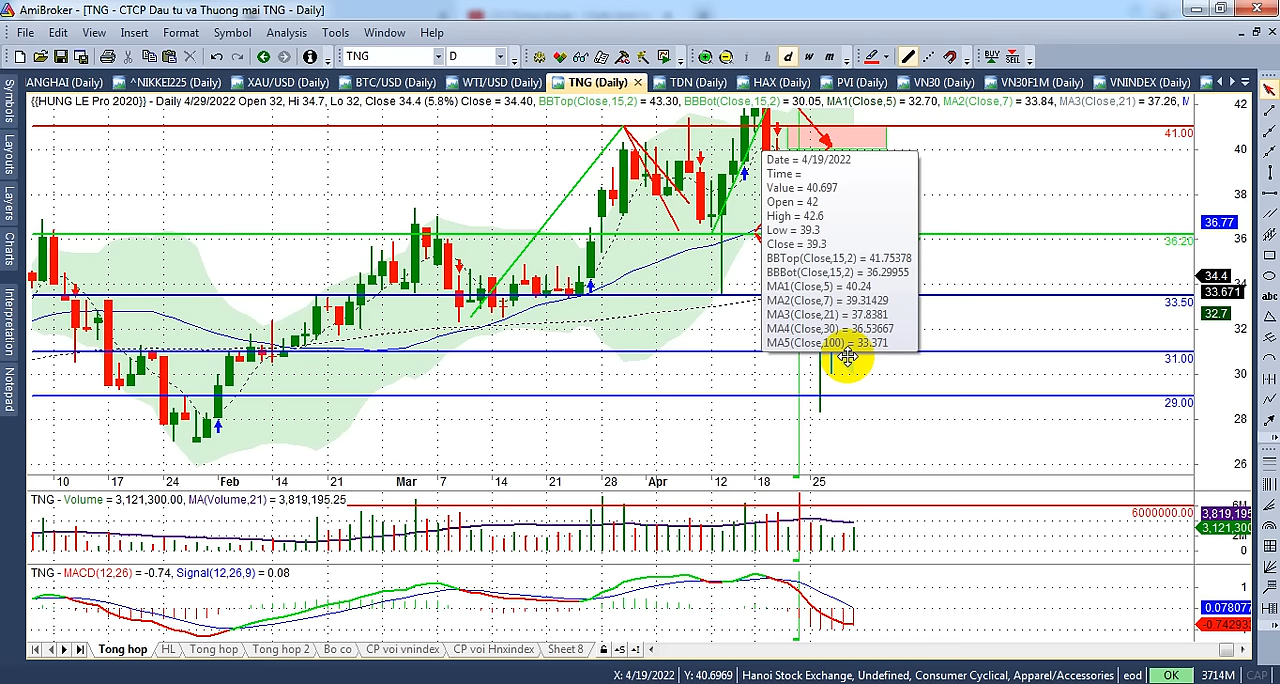 AmiBroker - [TNG - CTCP Dau tu va Thuong mai TNG - Daily]
File Edit View Insert Format Symbol Analysis Tools Window Help
TNG D i h d w m BUY SELL
ANGHAI (Daily) ^NIKKEI225 (Daily) XAU/USD (Daily) BTC/USD (Daily) WTI/USD (Daily) TNG (Daily) TDN (Daily) HAX (Daily) PVI (Daily) VN30 (Daily) VN30F1M (Daily) VNINDEX (Daily)
Symbols
Layouts
Layers
Charts
Interpretation
Notepad
{{HUNG LE Pro 2020}} - Daily 4/29/2022 Open 32, Hi 34.7, Lo 32, Close 34.4 (5.8%) Close = 34.40, BBTop(Close,15,2) = 43.30, BBBot(Close,15,2) = 30.05, MA1(Close,5) = 32.70, MA2(Close,7) = 33.84, MA3(Close,21) = 37.26, M
42
41.00
40
38
36.77
36
36.20
34.4
34
33.671
33.50
32.7
32
31.00
30
29.00
28
26
Date = 4/19/2022
Time =
Value = 40.697
Open = 42
High = 42.6
Low = 39.3
Close = 39.3
BBTop(Close,15,2) = 41.75378
BBBot(Close,15,2) = 36.29955
MA1(Close,5) = 40.24
MA2(Close,7) = 39.31429
MA3(Close,21) = 37.8381
MA4(Close,30) = 36.53667
MA5(Close,100) = 33.371
10 17 24 Feb 14 21 Mar 7 14 21 28 Apr 12 18 25
TNG - Volume = 3,121,300.00, MA(Volume,21) = 3,819,195.25
6M
6000000.00
3,819,195
3,121,300
2M
0
TNG - MACD(12,26) = -0.74, Signal(12,26,9) = 0.08
1
0.078077
-0.742933
Tong hop HL Tong hop Tong hop 2 Bo co CP voi vnindex CP voi Hnxindex Sheet 8
X: 4/19/2022 Y: 40.6969 Hanoi Stock Exchange, Undefined, Consumer Cyclical, Apparel/Accessories eod OK 3714M CAP
abc